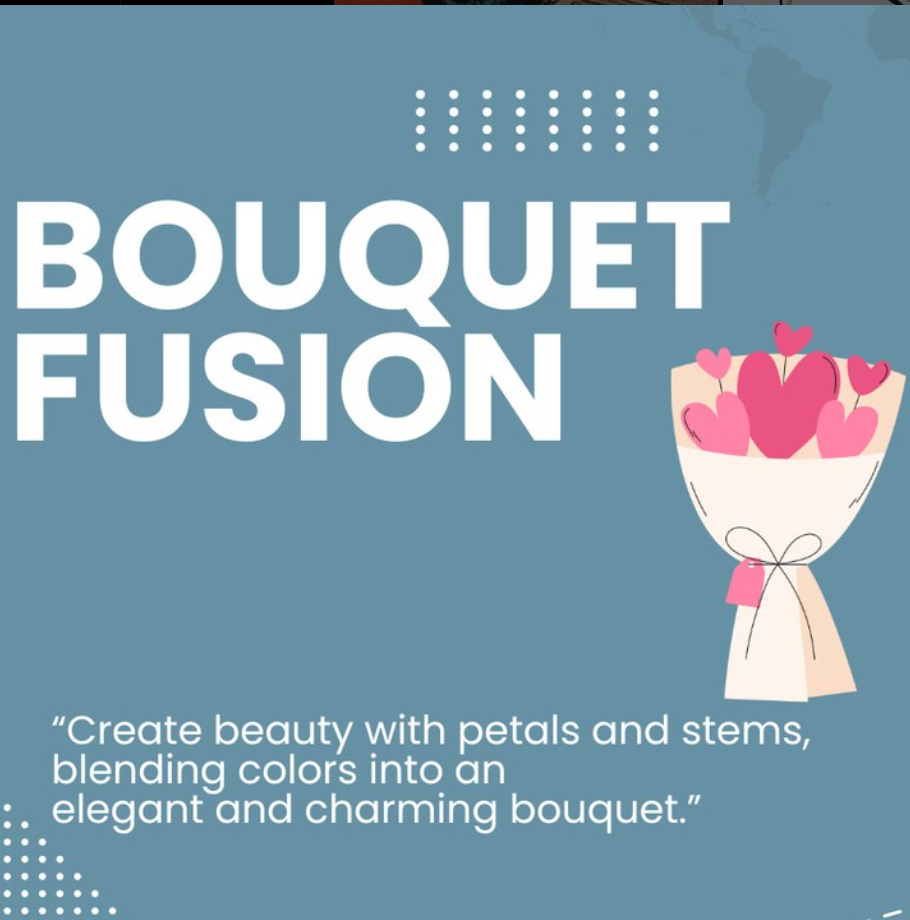 BOUQUET
FUSION
“Create beauty with petals and stems,
blending colors into an
elegant and charming bouquet.”